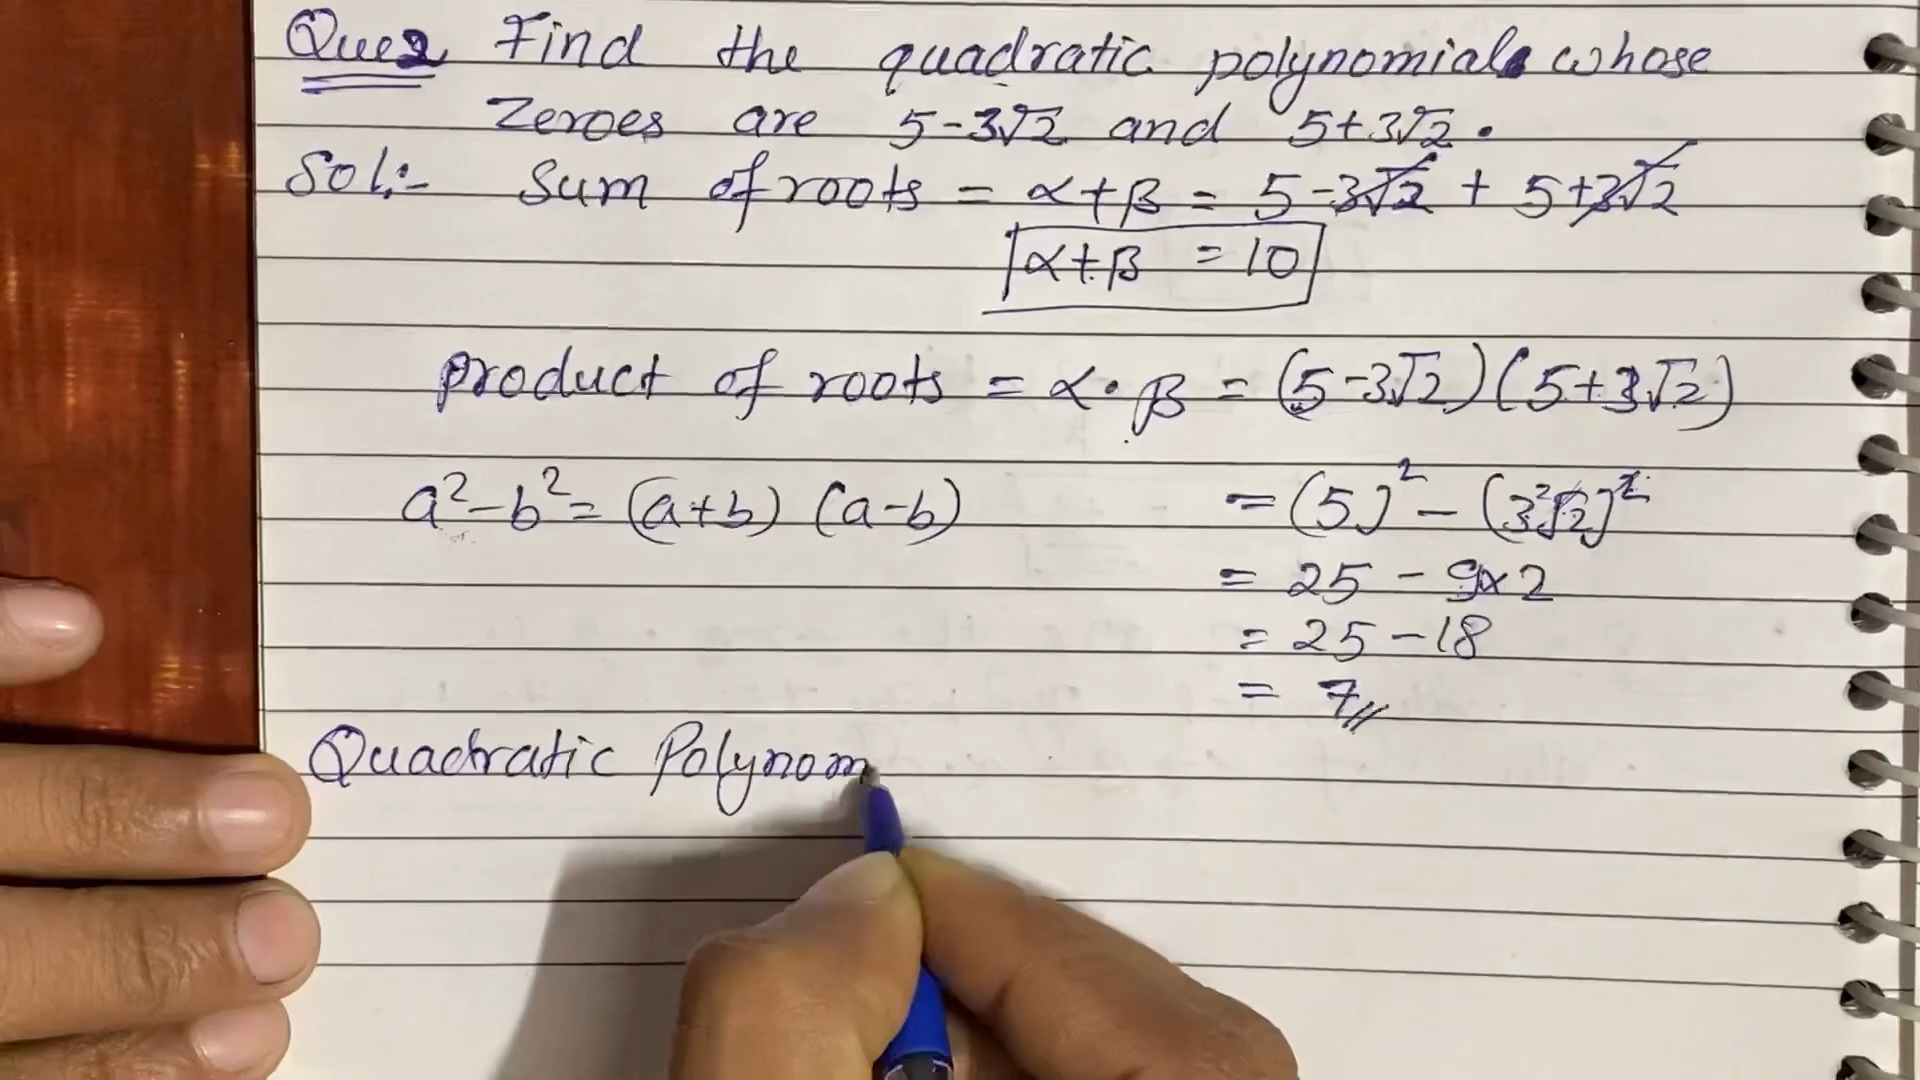 Que2 Find the quadratic polynomial whose
zeroes are 5-3√2 and 5+3√2.
Sol:- Sum of roots = α+β = 5-3√2 + 5+3√2
α+β = 10
product of roots = α·β = (5-3√2)(5+3√2)
a²-b² = (a+b) (a-b) = (5)² - (3√2)²
= 25 - 9x2
= 25 - 18
= 7//
Quadratic Polynom